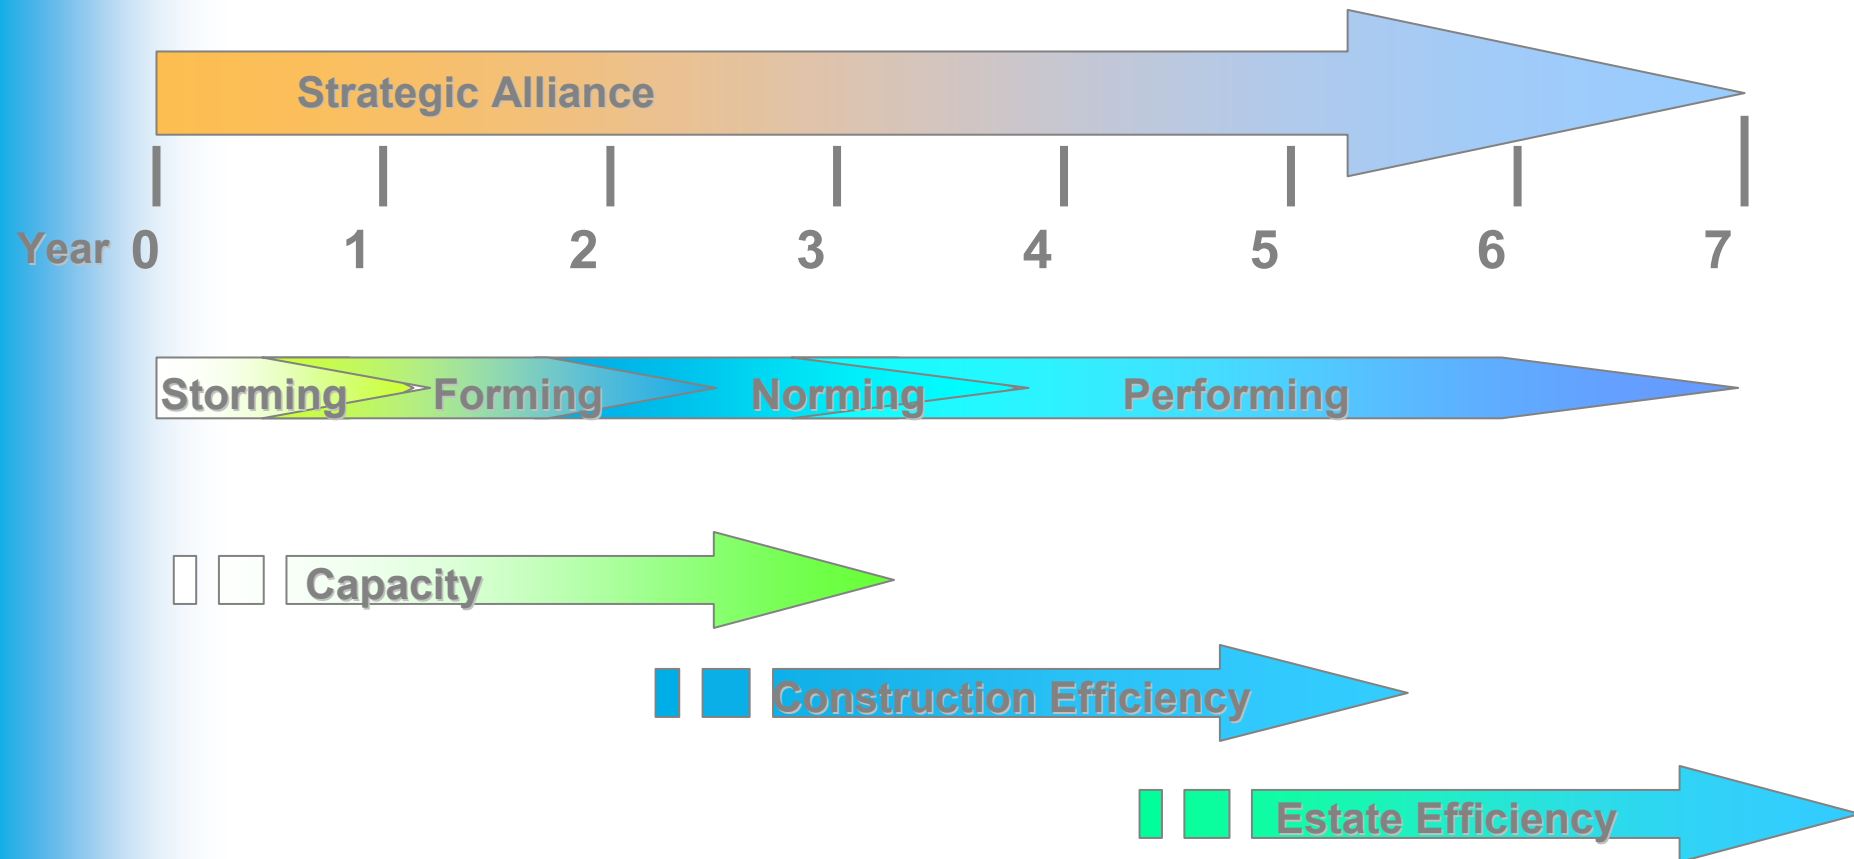 Strategic Alliance
Year 0 1 2 3 4 5 6 7
Storming Forming Norming Performing
Capacity
Construction Efficiency
Estate Efficiency